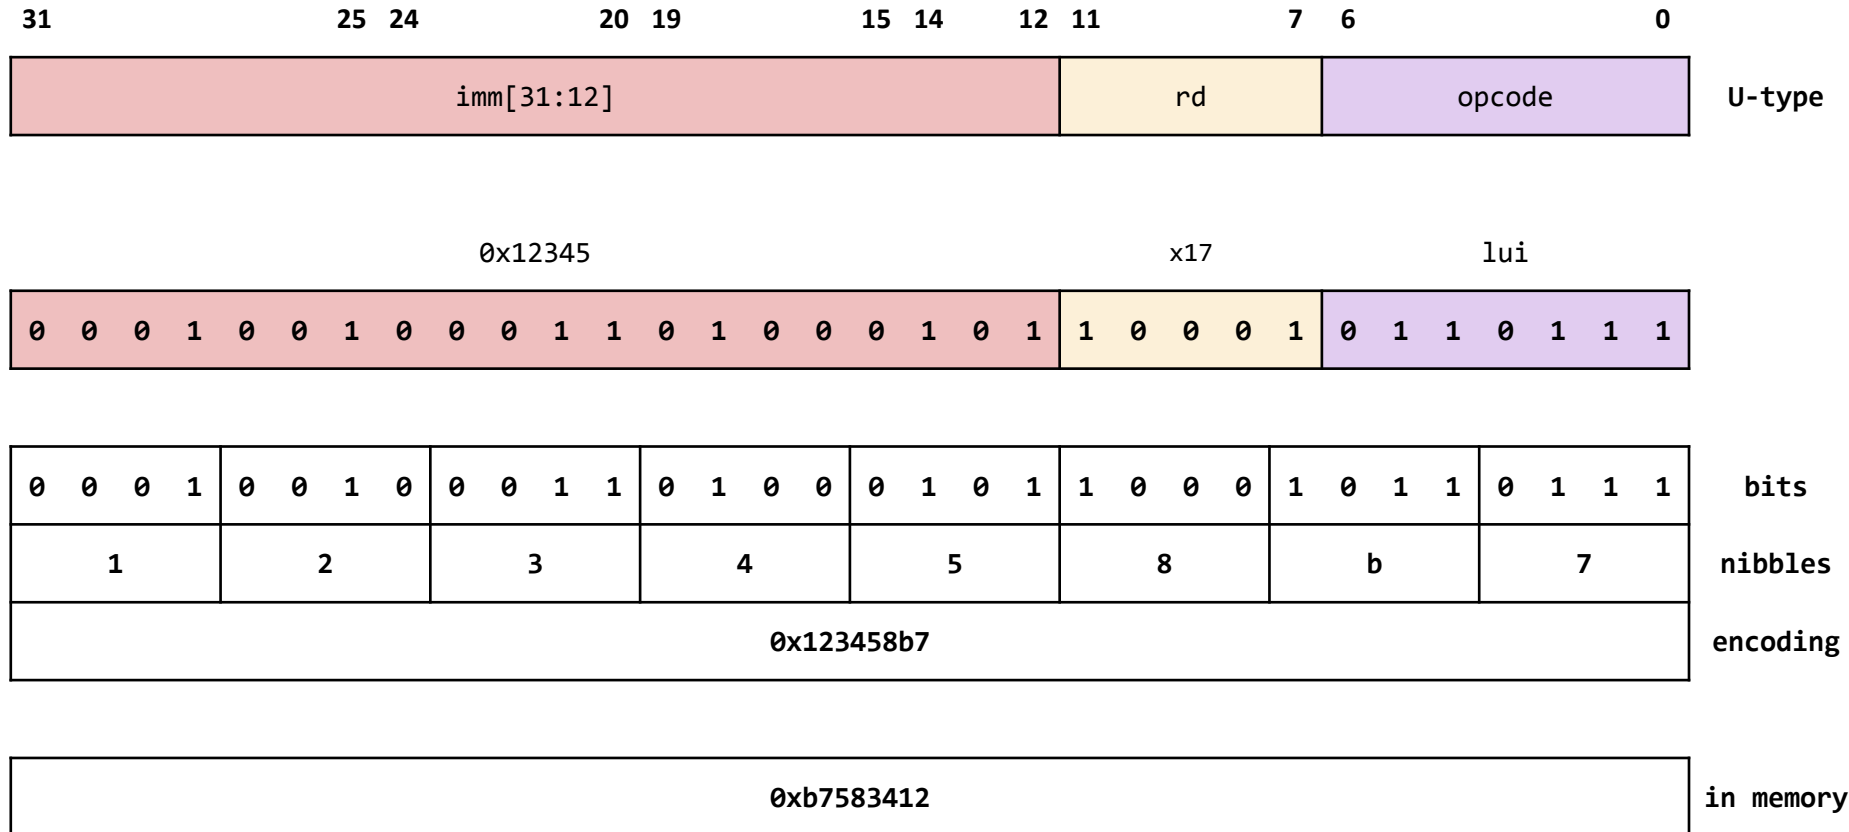 31 25 24 20 19 15 14 12 11 7 6 0
imm[31:12] rd opcode U-type
0x12345 x17 lui
0 0 0 1 0 0 1 0 0 0 1 1 0 1 0 0 0 1 0 1 1 0 0 0 1 0 1 1 0 1 1 1
0 0 0 1 0 0 1 0 0 0 1 1 0 1 0 0 0 1 0 1 1 0 0 0 1 0 1 1 0 1 1 1 bits
1 2 3 4 5 8 b 7 nibbles
0x123458b7 encoding
0xb7583412 in memory